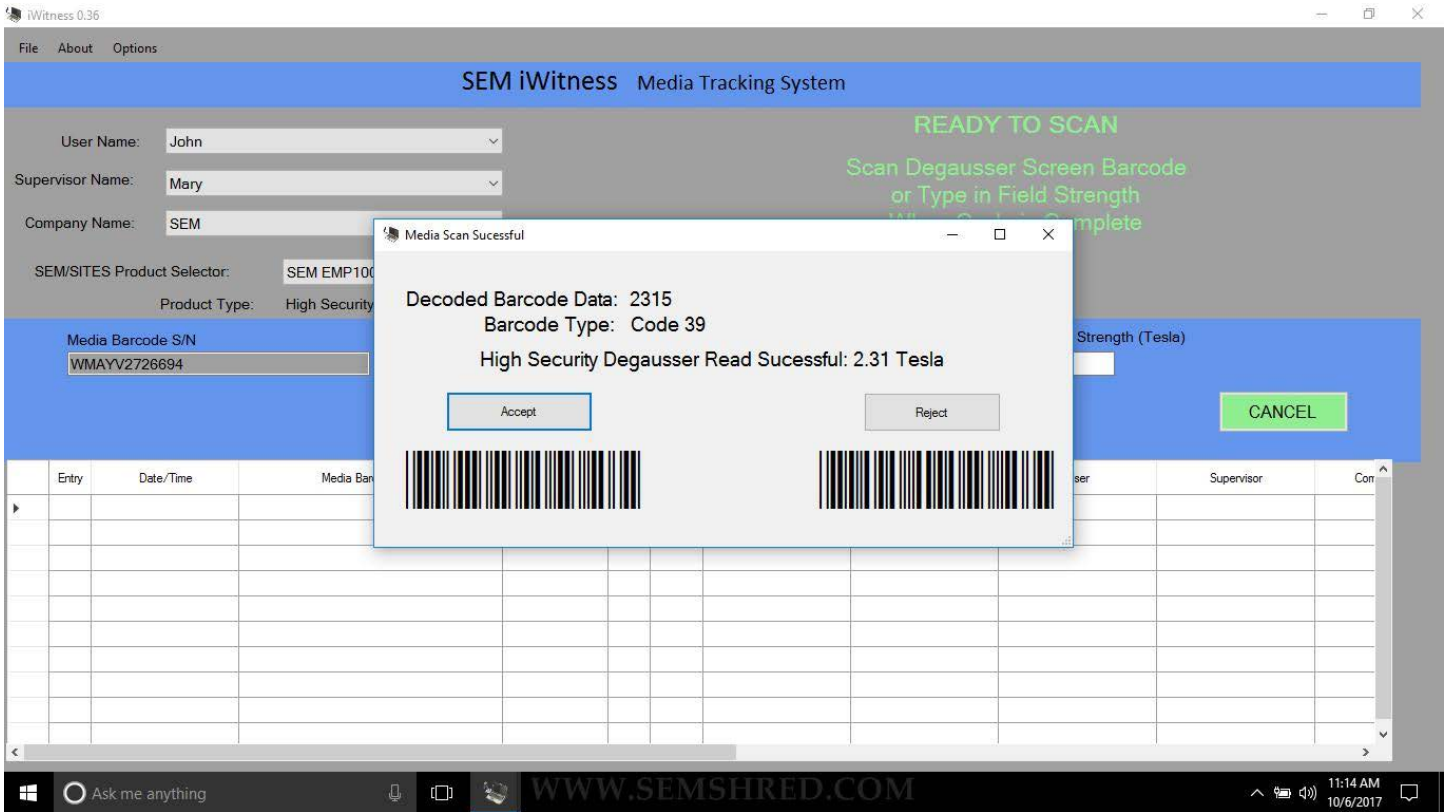 iWitness 0.36
File About Options
SEM iWitness Media Tracking System
READY TO SCAN
Scan Degausser Screen Barcode
or Type in Field Strength
User Name: John
Supervisor Name: Mary
Company Name: SEM
SEM/SITES Product Selector: SEM EMP100
Product Type: High Security
Media Scan Sucessful
Decoded Barcode Data: 2315
Barcode Type: Code 39
High Security Degausser Read Sucessful: 2.31 Tesla
Accept Reject
Media Barcode S/N
WMAYV2726694
Strength (Tesla)
CANCEL
Entry Date/Time Media Supervisor
Ask me anything
WWW.SEMSHRED.COM
11:14 AM
10/6/2017